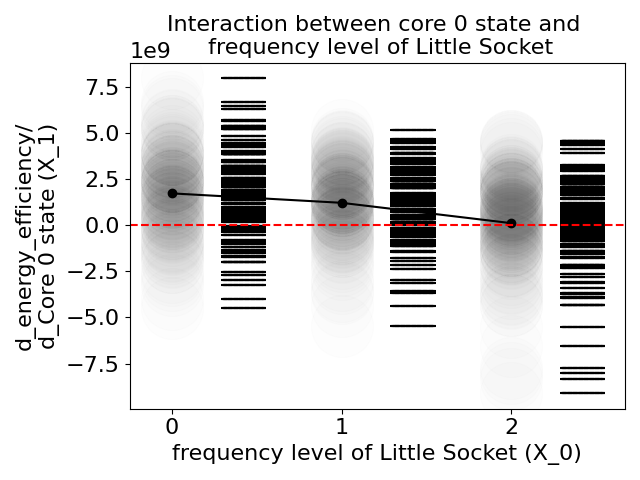 Interaction between core 0 state and
frequency level of Little Socket
1e9
7.5
5.0
2.5
0.0
−2.5
−5.0
−7.5
d_energy_efficiency/
d_Core 0 state (X_1)
0 1 2
frequency level of Little Socket (X_0)